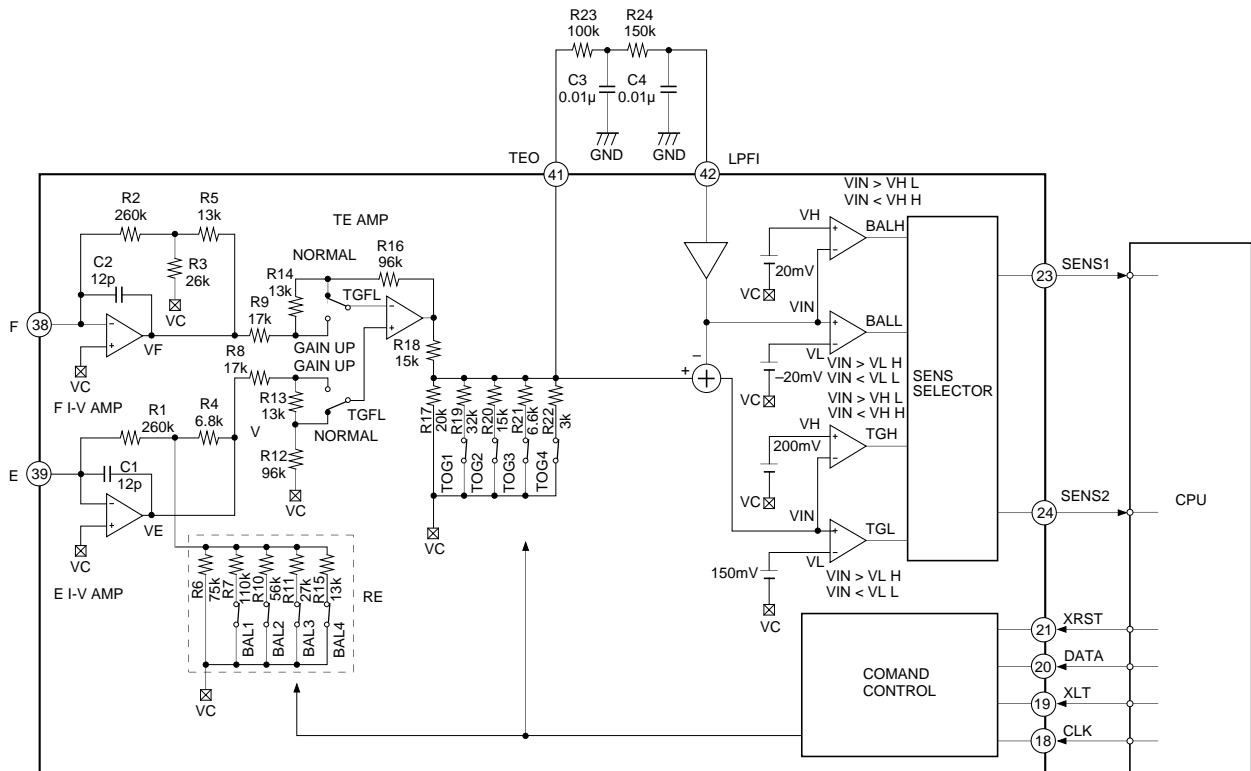 R23
100k
R24
150k
C3
0.01µ
C4
0.01µ
GND
GND
TEO
41
42
LPFI
R2
260k
R5
13k
TE AMP
VIN > VH L
VIN < VH H
VH
BALH
C2
12p
R3
26k
VC
NORMAL
R16
96k
R14
13k
TGFL
20mV
VC
23
SENS1
F
38
VF
R9
17k
VIN
BALL
VL
VC
GAIN UP
GAIN UP
R18
15k
R8
17k
–
+
–20mV
VC
VIN > VL H
VIN < VL L
SENS
SELECTOR
F I-V AMP
R1
260k
R4
6.8k
R13
13k
V
TGFL
NORMAL
R17
20k
R19
32k
R20
15k
R21
6.6k
R22
3k
VIN > VH L
VIN < VH H
VH
TGH
200mV
VC
E
39
C1
12p
R12
96k
VC
TOG1
TOG2
TOG3
TOG4
VIN
24
SENS2
CPU
VE
VC
VC
TGL
VL
150mV
VC
VIN > VL H
VIN < VL L
E I-V AMP
R6
75k
R7
110k
R10
56k
R11
27k
R15
13k
RE
BAL1
BAL2
BAL3
BAL4
VC
COMAND
CONTROL
21
XRST
20
DATA
19
XLT
18
CLK